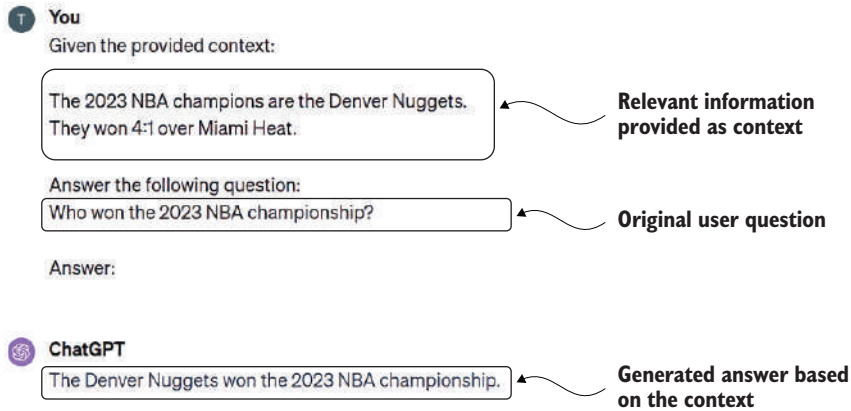 T
You
Given the provided context:
The 2023 NBA champions are the Denver Nuggets.
They won 4:1 over Miami Heat.
Relevant information
provided as context
Answer the following question:
Who won the 2023 NBA championship?
Original user question
Answer:
ChatGPT
The Denver Nuggets won the 2023 NBA championship.
Generated answer based
on the context